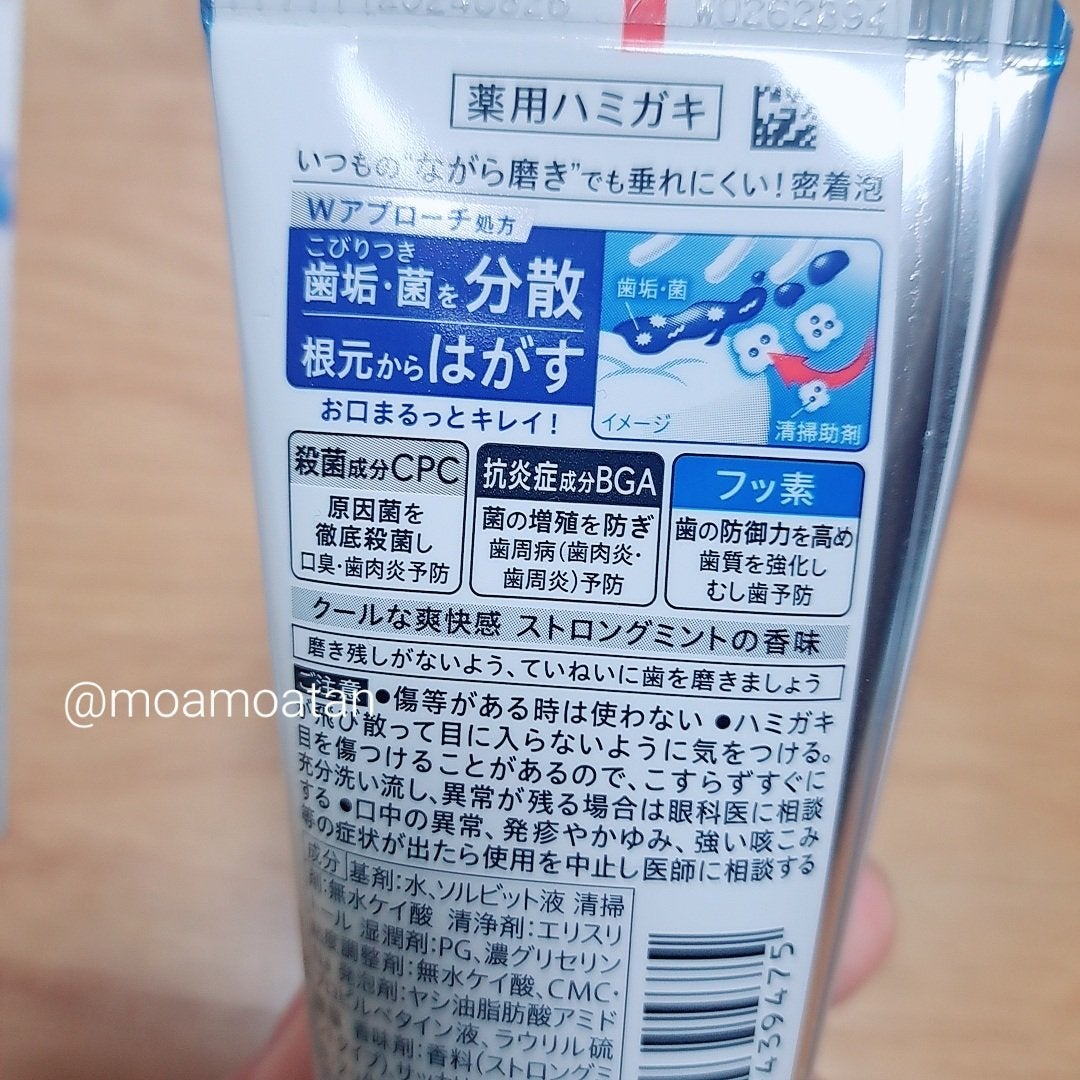 20240626
W0262394
薬用ハミガキ
いつもの"ながら磨き"でも垂れにくい！密着泡
Wアプローチ処方
こびりつき
歯垢・菌を分散
根元からはがす
歯垢・菌
イメージ
清掃助剤
お口まるっとキレイ！
殺菌成分CPC
原因菌を
徹底殺菌し
口臭・歯肉炎予防
抗炎症成分BGA
菌の増殖を防ぎ
歯周病（歯肉炎・
歯周炎）予防
フッ素
歯の防御力を高め
歯質を強化し
むし歯予防
クールな爽快感 ストロングミントの香味
磨き残しがないよう、ていねいに歯を磨きましょう
@moamoatan
ご注意 ●傷等がある時は使わない ●ハミガキ
飛び散って目に入らないように気をつける。
目を傷つけることがあるので、こすらずすぐに
充分洗い流し、異常が残る場合は眼科医に相談
する ●口中の異常、発疹やかゆみ、強い咳こみ
等の症状が出たら使用を中止し医師に相談する
成分 基剤：水、ソルビット液 清掃
剤：無水ケイ酸 清浄剤：エリスリ
ール 湿潤剤：PG、濃グリセリン
調整剤：無水ケイ酸、CMC・
発泡剤：ヤシ油脂肪酸アミド
ルベタイン液、ラウリル硫
香味剤：香料（ストロングミ
タイプ）
439475